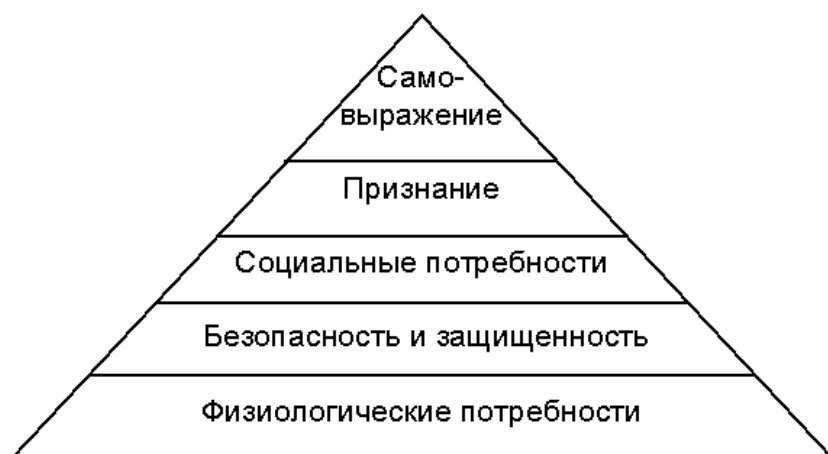 Само-
выражение
Признание
Социальные потребности
Безопасность и защищенность
Физиологические потребности